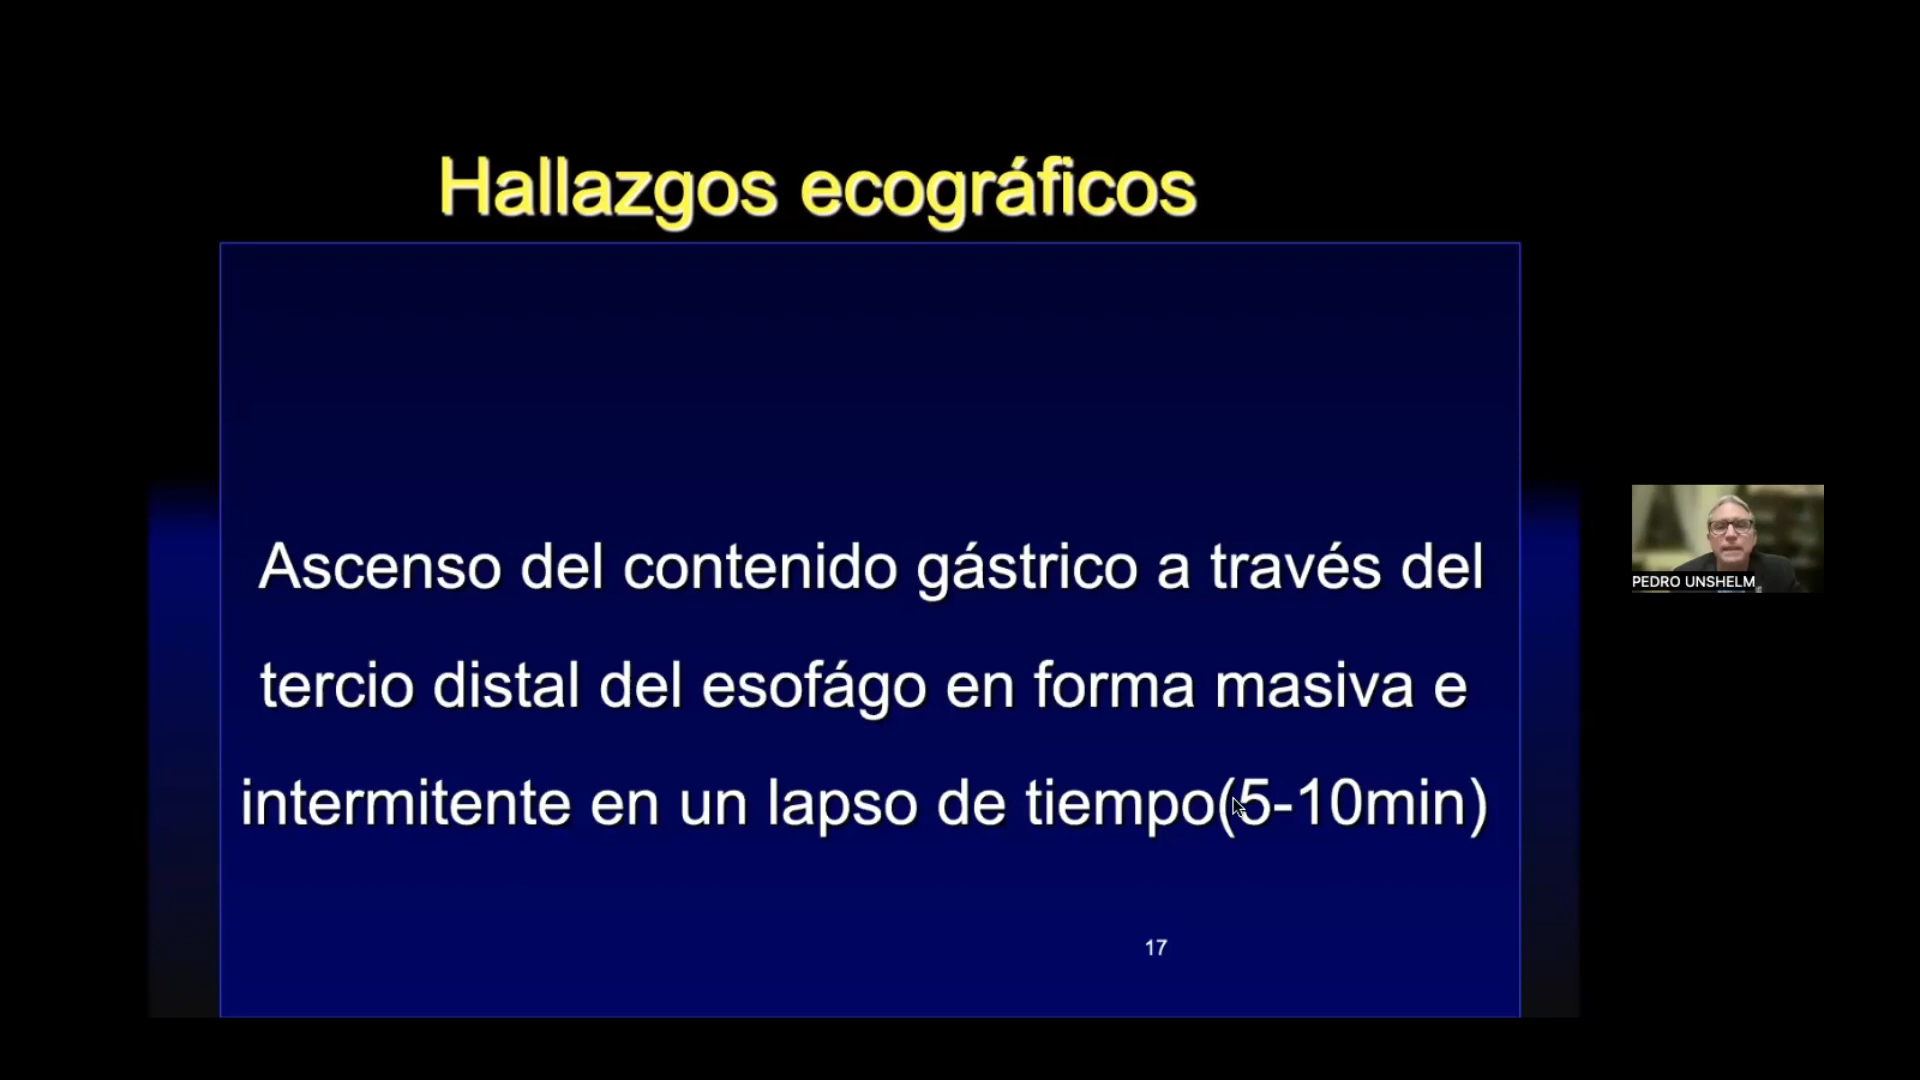 Hallazgos ecográficos
Ascenso del contenido gástrico a través del
tercio distal del esofágo en forma masiva e
intermitente en un lapso de tiempo(5-10min)
17
PEDRO UNSHELM